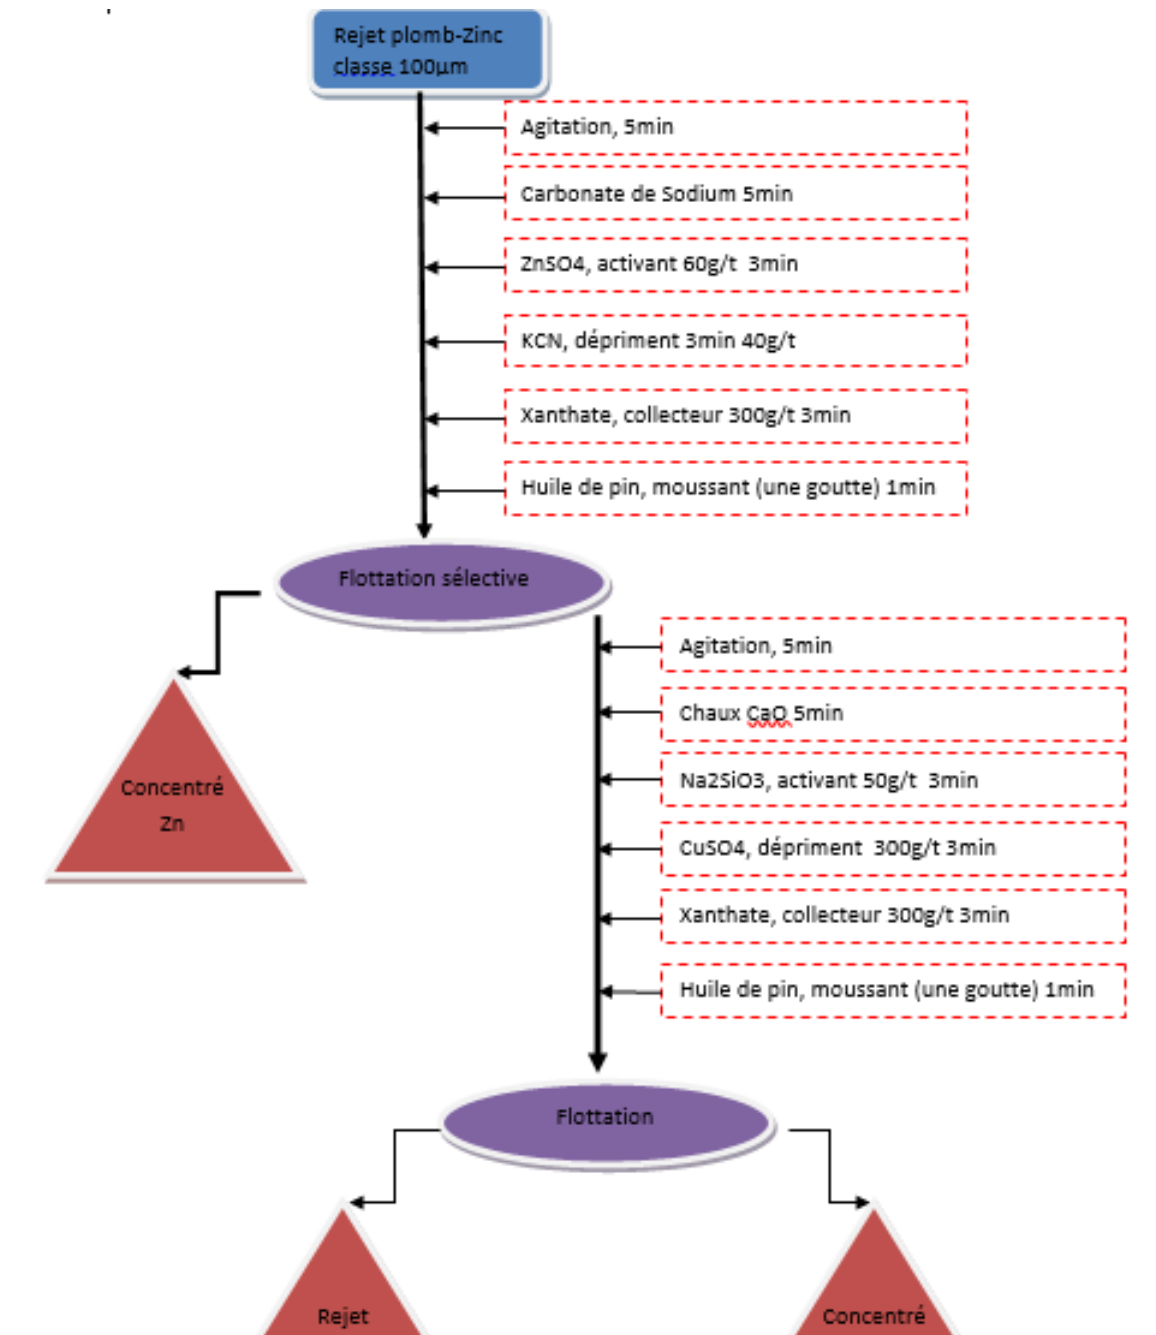 Rejet plomb-Zinc
classe 100µm
Agitation, 5min
Carbonate de Sodium 5min
ZnSO4, activant 60g/t 3min
KCN, dépriment 3min 40g/t
Xanthate, collecteur 300g/t 3min
Huile de pin, moussant (une goutte) 1min
Flottation sélective
Agitation, 5min
Chaux CaO 5min
Na2SiO3, activant 50g/t 3min
CuSO4, dépriment 300g/t 3min
Xanthate, collecteur 300g/t 3min
Huile de pin, moussant (une goutte) 1min
Concentré
Zn
Flottation
Rejet
Concentré